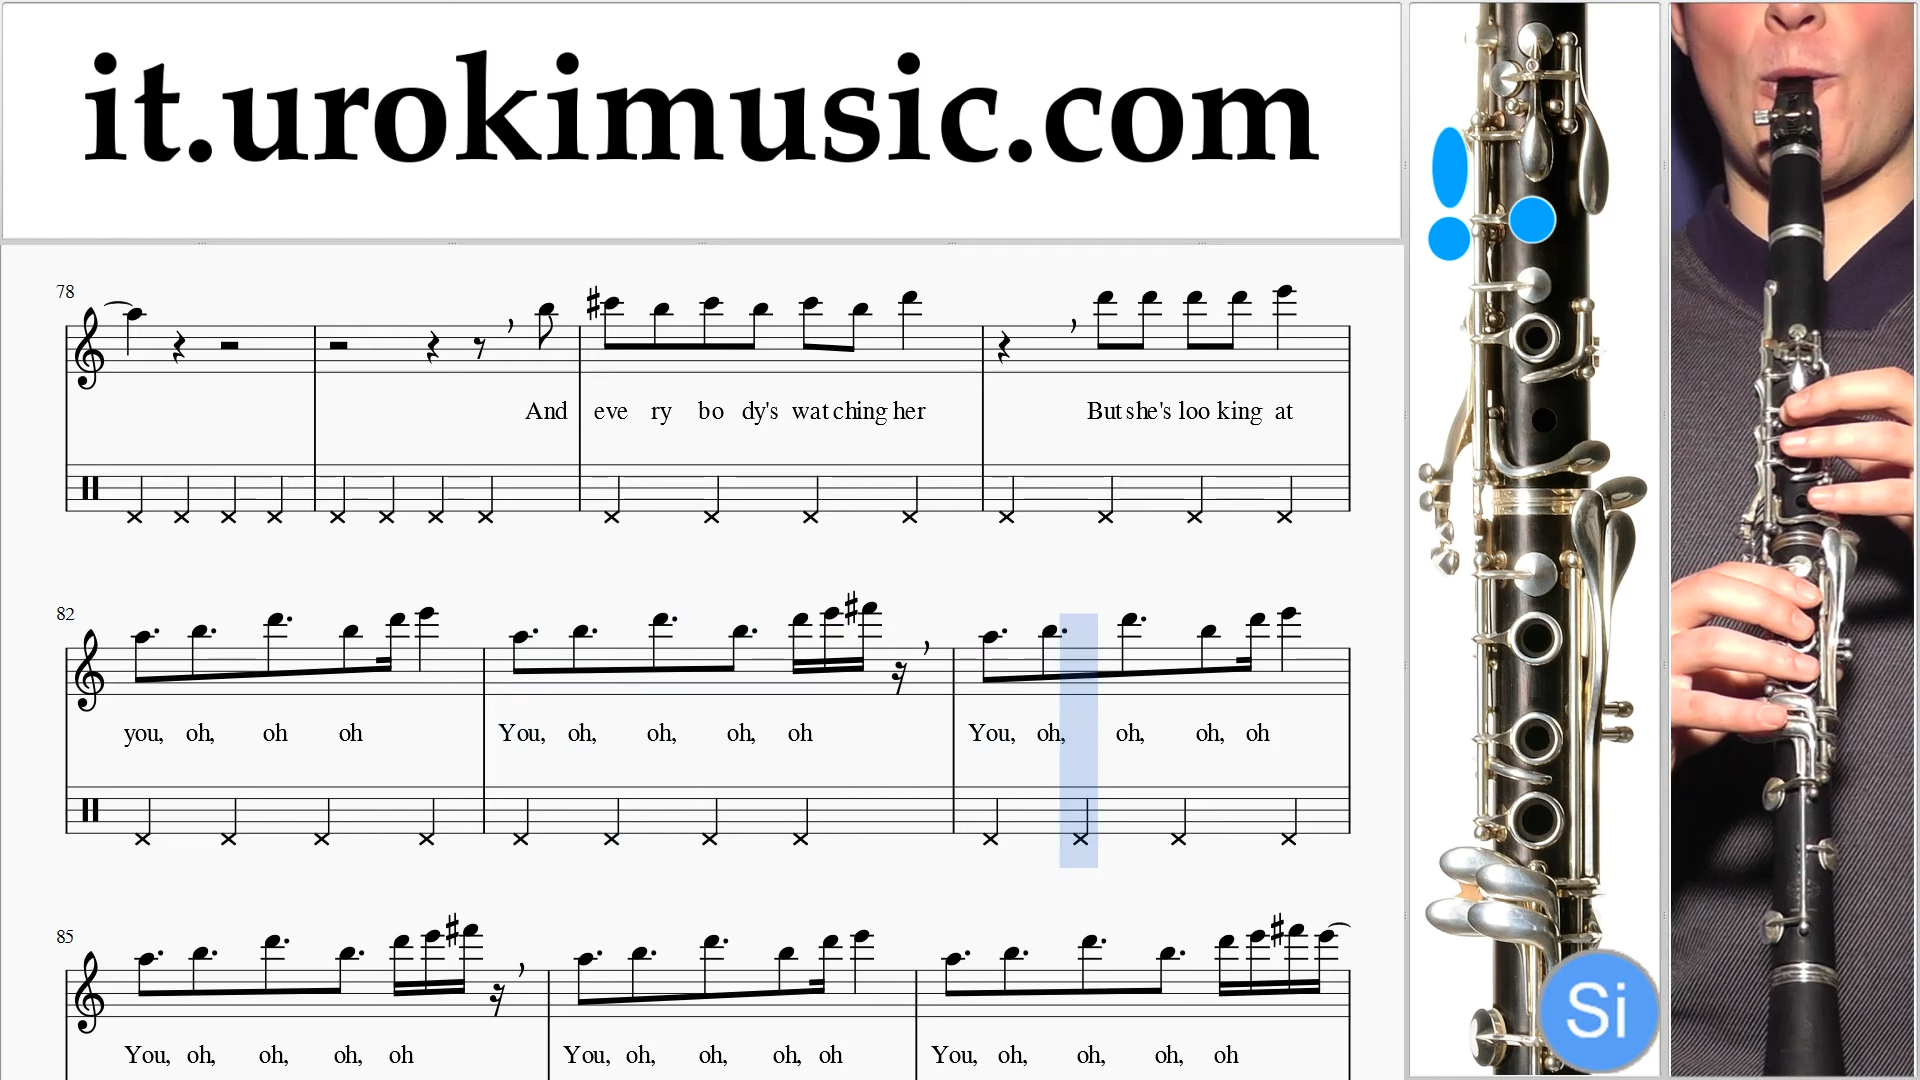 it.urokimusic.com
78
And eve ry bo dy's wat ching her But she's loo king at
82
you, oh, oh oh You, oh, oh, oh, oh You, oh, oh, oh, oh
85
You, oh, oh, oh, oh You, oh, oh, oh, oh You, oh, oh, oh, oh
Si